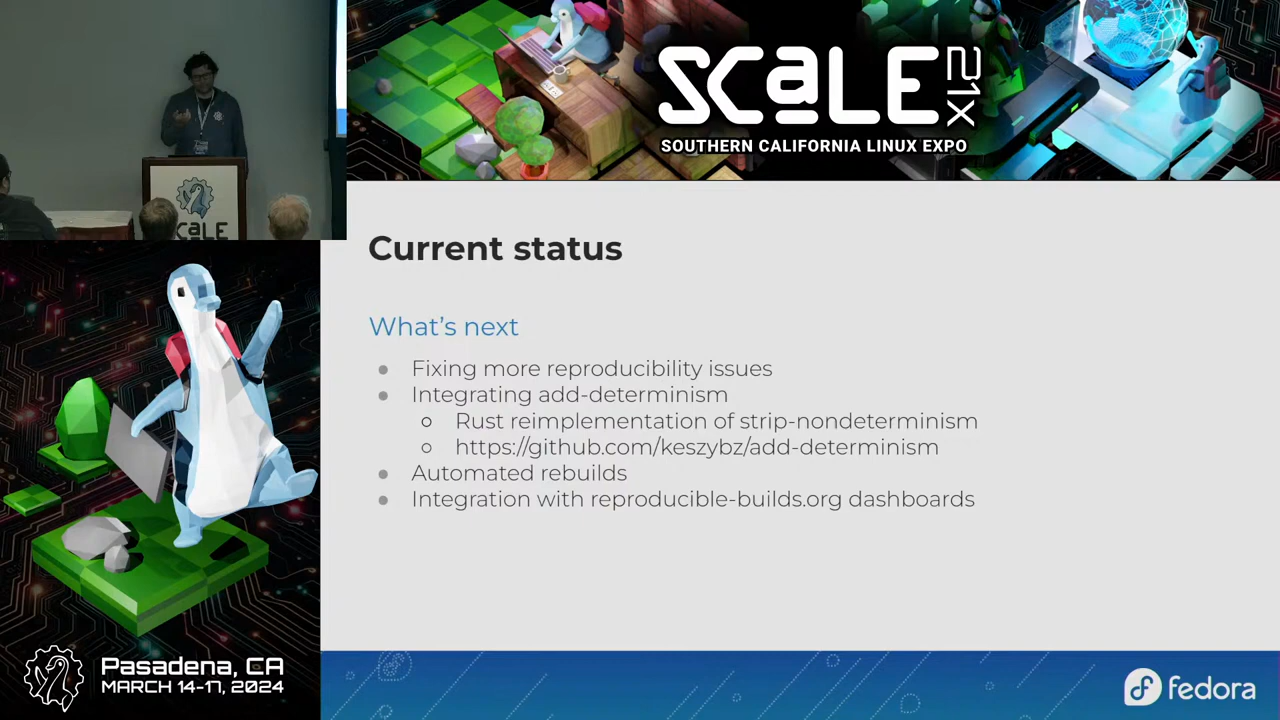 SCALE
21X
SOUTHERN CALIFORNIA LINUX EXPO
SCALE
Current status
What's next
Fixing more reproducibility issues
Integrating add-determinism
Rust reimplementation of strip-nondeterminism
https://github.com/keszybz/add-determinism
Automated rebuilds
Integration with reproducible-builds.org dashboards
Pasadena, CA
MARCH 14-17, 2024
fedora